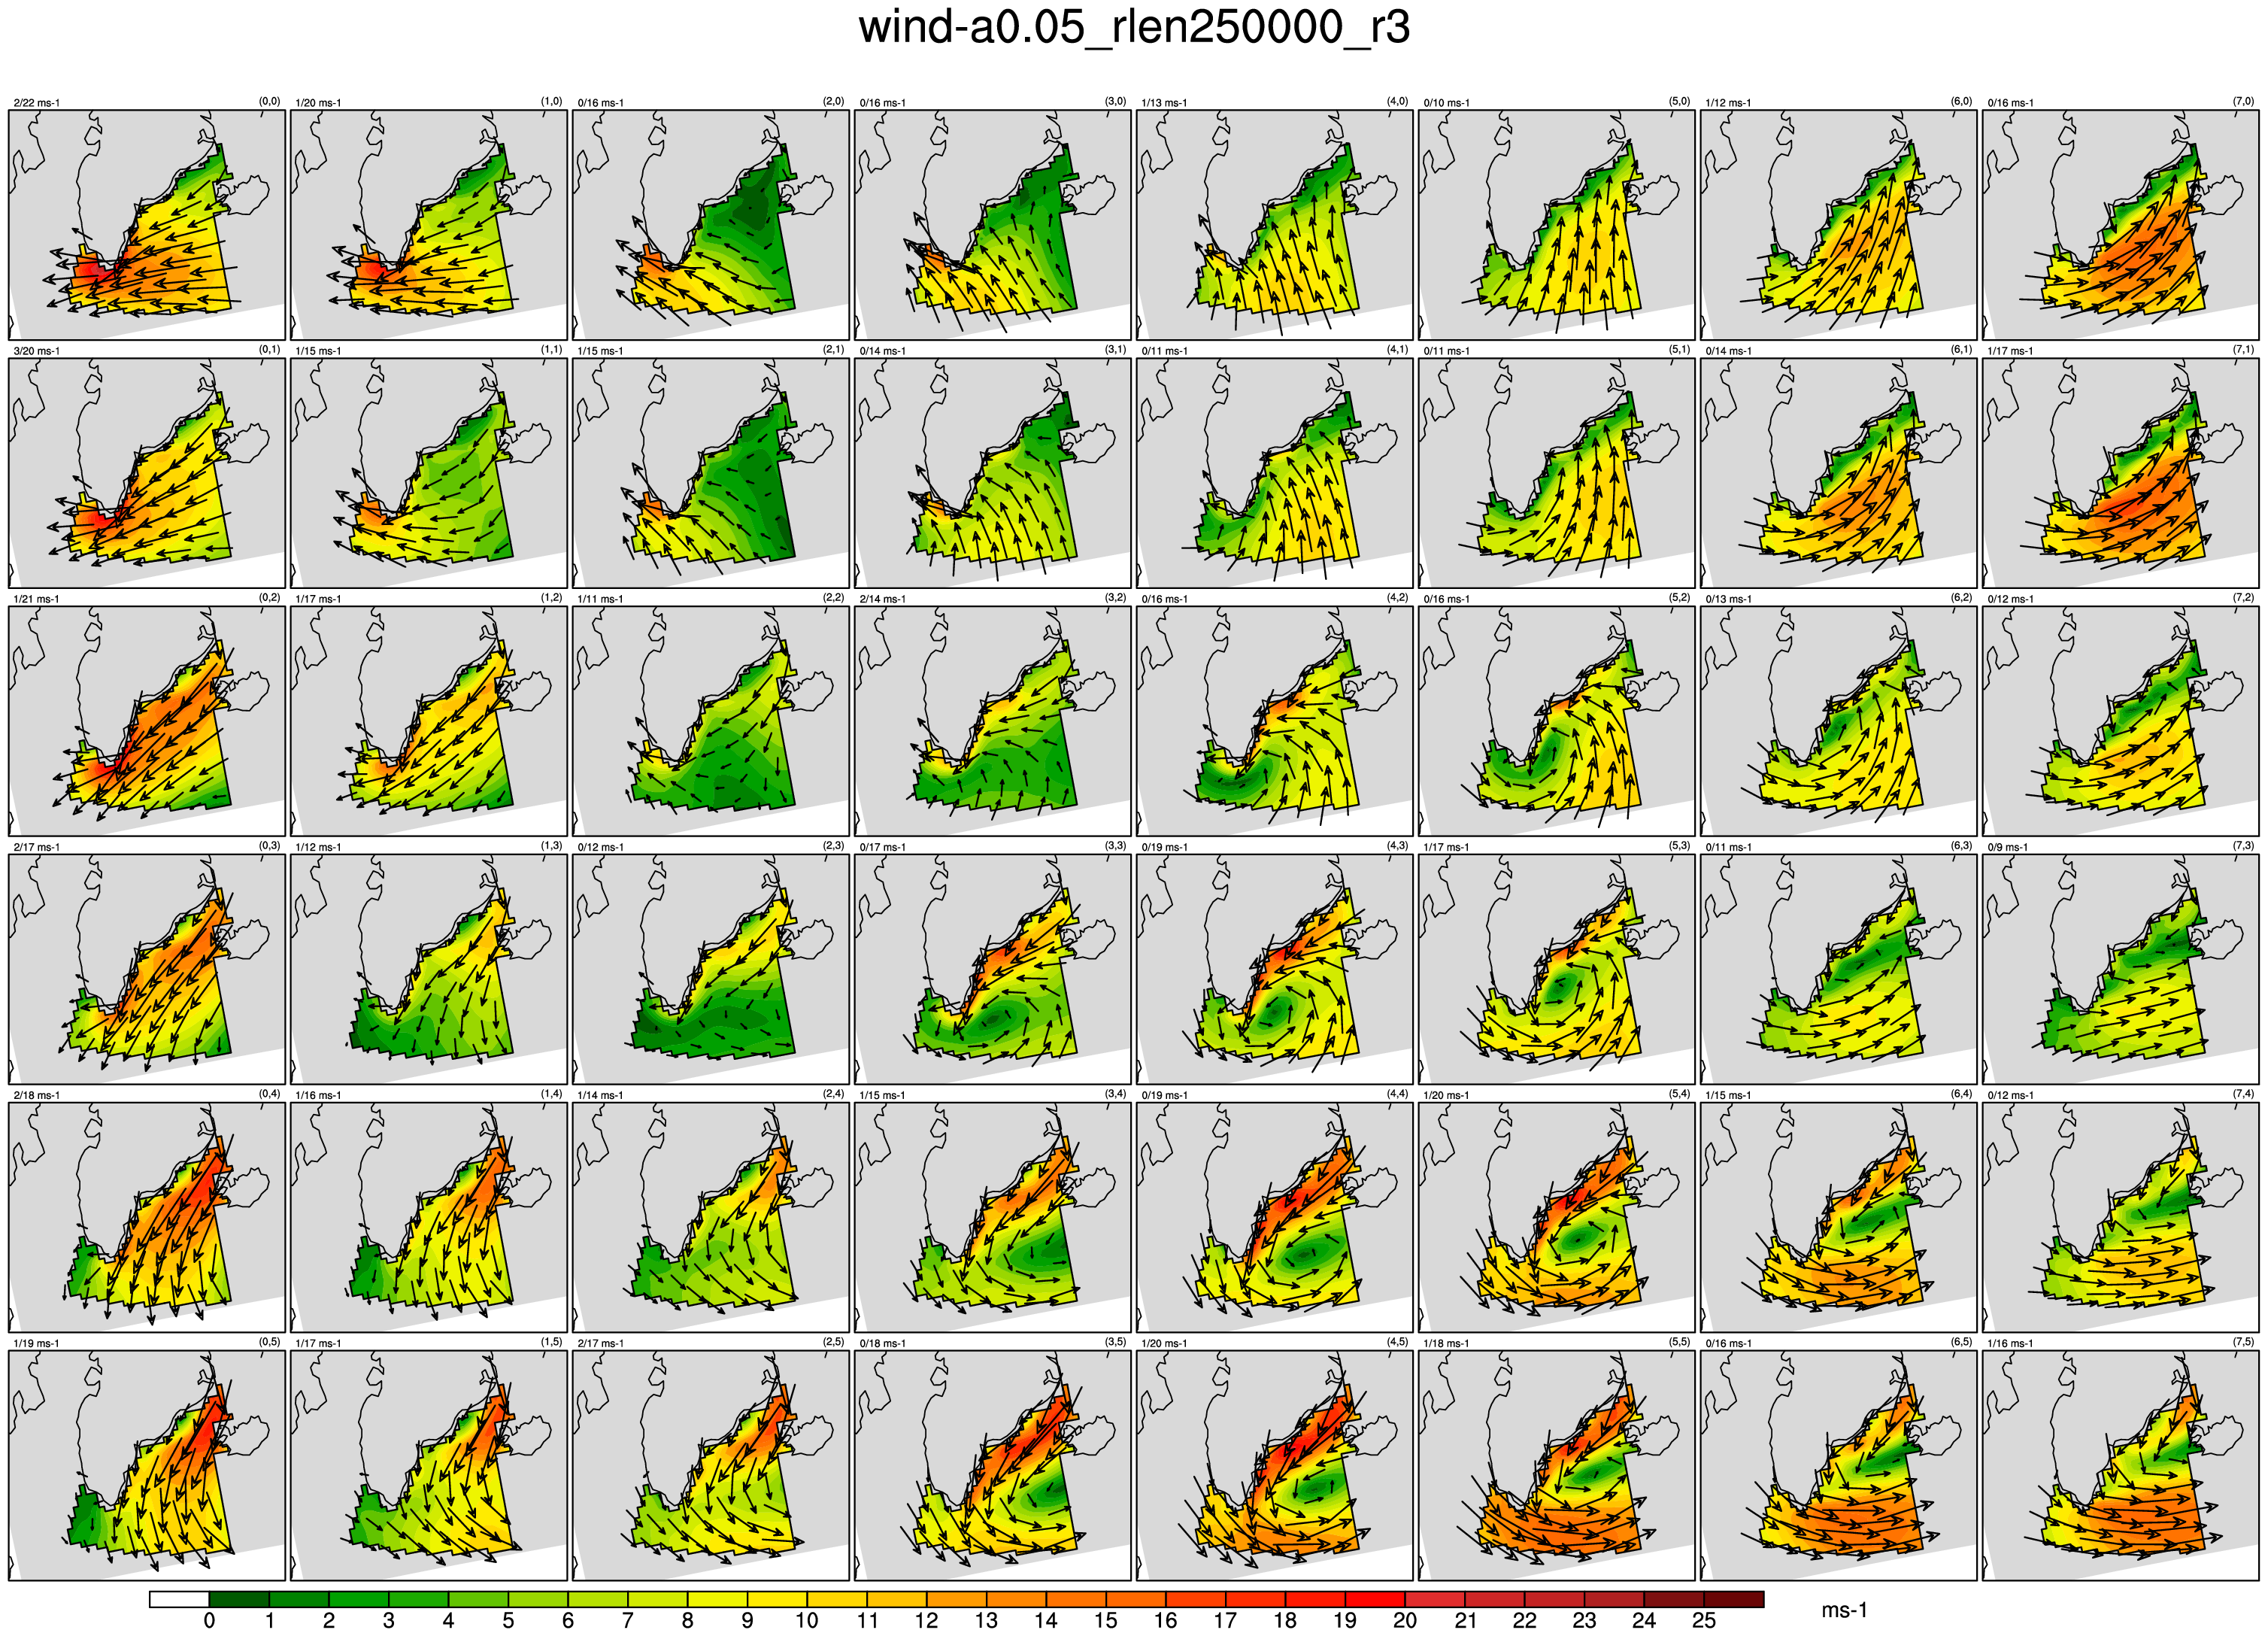 wind-a0.05_rlen250000_r3
2/22 ms-1 (0,0) 1/20 ms-1 (1,0) 0/16 ms-1 (2,0) 0/16 ms-1 (3,0) 1/13 ms-1 (4,0) 0/10 ms-1 (5,0) 1/12 ms-1 (6,0) 0/16 ms-1 (7,0)
3/20 ms-1 (0,1) 1/15 ms-1 (1,1) 1/15 ms-1 (2,1) 0/14 ms-1 (3,1) 0/11 ms-1 (4,1) 0/11 ms-1 (5,1) 0/14 ms-1 (6,1) 1/17 ms-1 (7,1)
1/21 ms-1 (0,2) 1/17 ms-1 (1,2) 1/11 ms-1 (2,2) 2/14 ms-1 (3,2) 0/16 ms-1 (4,2) 0/16 ms-1 (5,2) 0/13 ms-1 (6,2) 0/12 ms-1 (7,2)
2/17 ms-1 (0,3) 1/12 ms-1 (1,3) 0/12 ms-1 (2,3) 0/17 ms-1 (3,3) 0/19 ms-1 (4,3) 1/17 ms-1 (5,3) 0/11 ms-1 (6,3) 0/9 ms-1 (7,3)
2/18 ms-1 (0,4) 1/16 ms-1 (1,4) 1/14 ms-1 (2,4) 1/15 ms-1 (3,4) 0/19 ms-1 (4,4) 1/20 ms-1 (5,4) 1/15 ms-1 (6,4) 0/12 ms-1 (7,4)
1/19 ms-1 (0,5) 1/17 ms-1 (1,5) 2/17 ms-1 (2,5) 0/18 ms-1 (3,5) 1/20 ms-1 (4,5) 1/18 ms-1 (5,5) 0/16 ms-1 (6,5) 1/16 ms-1 (7,5)
0 1 2 3 4 5 6 7 8 9 10 11 12 13 14 15 16 17 18 19 20 21 22 23 24 25 ms-1